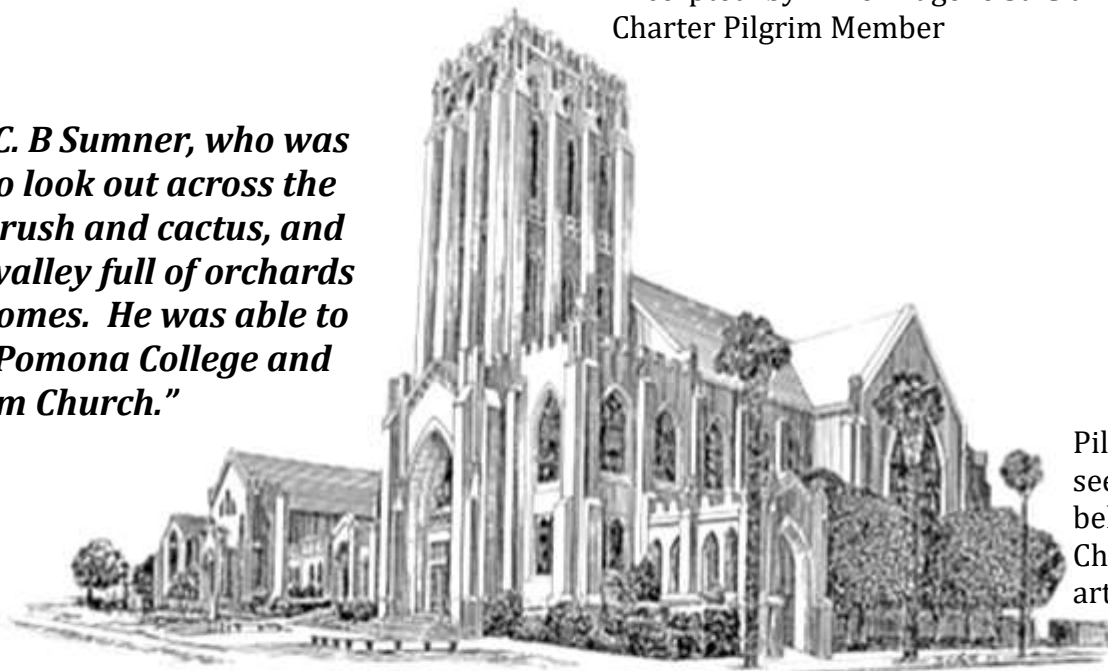 Charter Pilgrim Member
C. B Sumner, who was
o look out across the
rush and cactus, and
valley full of orchards
omes. He was able to
Pomona College and
m Church.”
Pil
see
bel
Ch
art